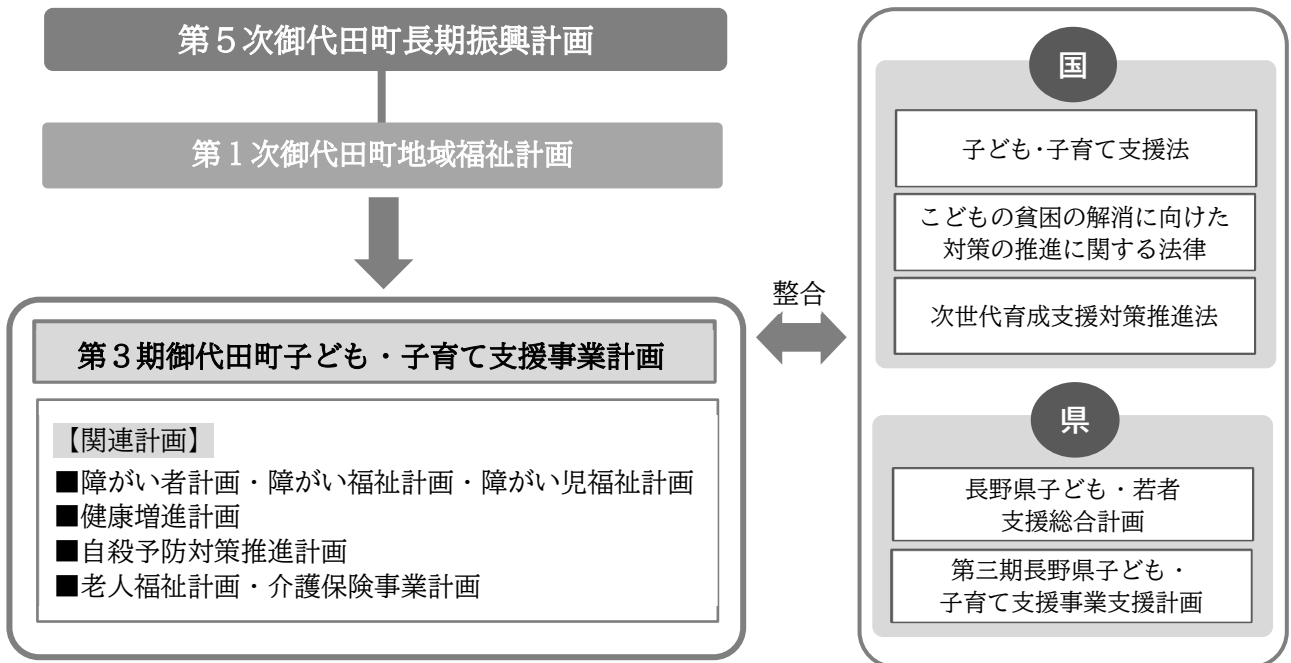 第5次御代田町長期振興計画
第1次御代田町地域福祉計画
第3期御代田町子ども・子育て支援事業計画
【関連計画】
■障がい者計画・障がい福祉計画・障がい児福祉計画
■健康増進計画
■自殺予防対策推進計画
■老人福祉計画・介護保険事業計画
整合
国
子ども・子育て支援法
こどもの貧困の解消に向けた
対策の推進に関する法律
次世代育成支援対策推進法
県
長野県子ども・若者
支援総合計画
第三期長野県子ども・
子育て支援事業支援計画